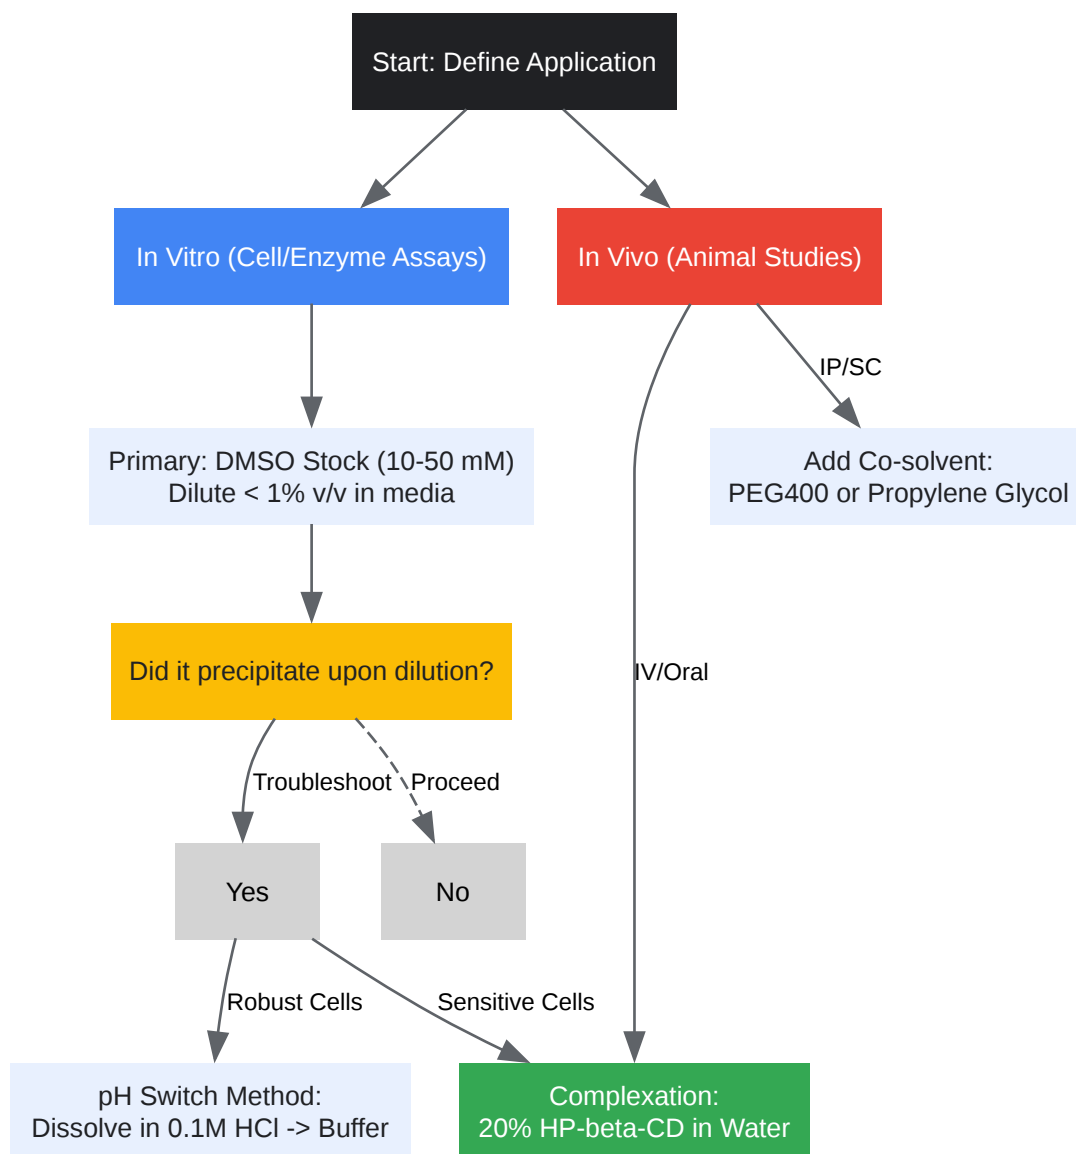 Start: Define Application
In Vitro (Cell/Enzyme Assays)
In Vivo (Animal Studies)
IP/SC
Primary: DMSO Stock (10-50 mM)
Dilute < 1% v/v in media
Add Co-solvent:
PEG400 or Propylene Glycol
Did it precipitate upon dilution?
IV/Oral
Troubleshoot
Proceed
Yes
No
Robust Cells
Sensitive Cells
pH Switch Method:
Dissolve in 0.1M HCl -> Buffer
Complexation:
20% HP-beta-CD in Water